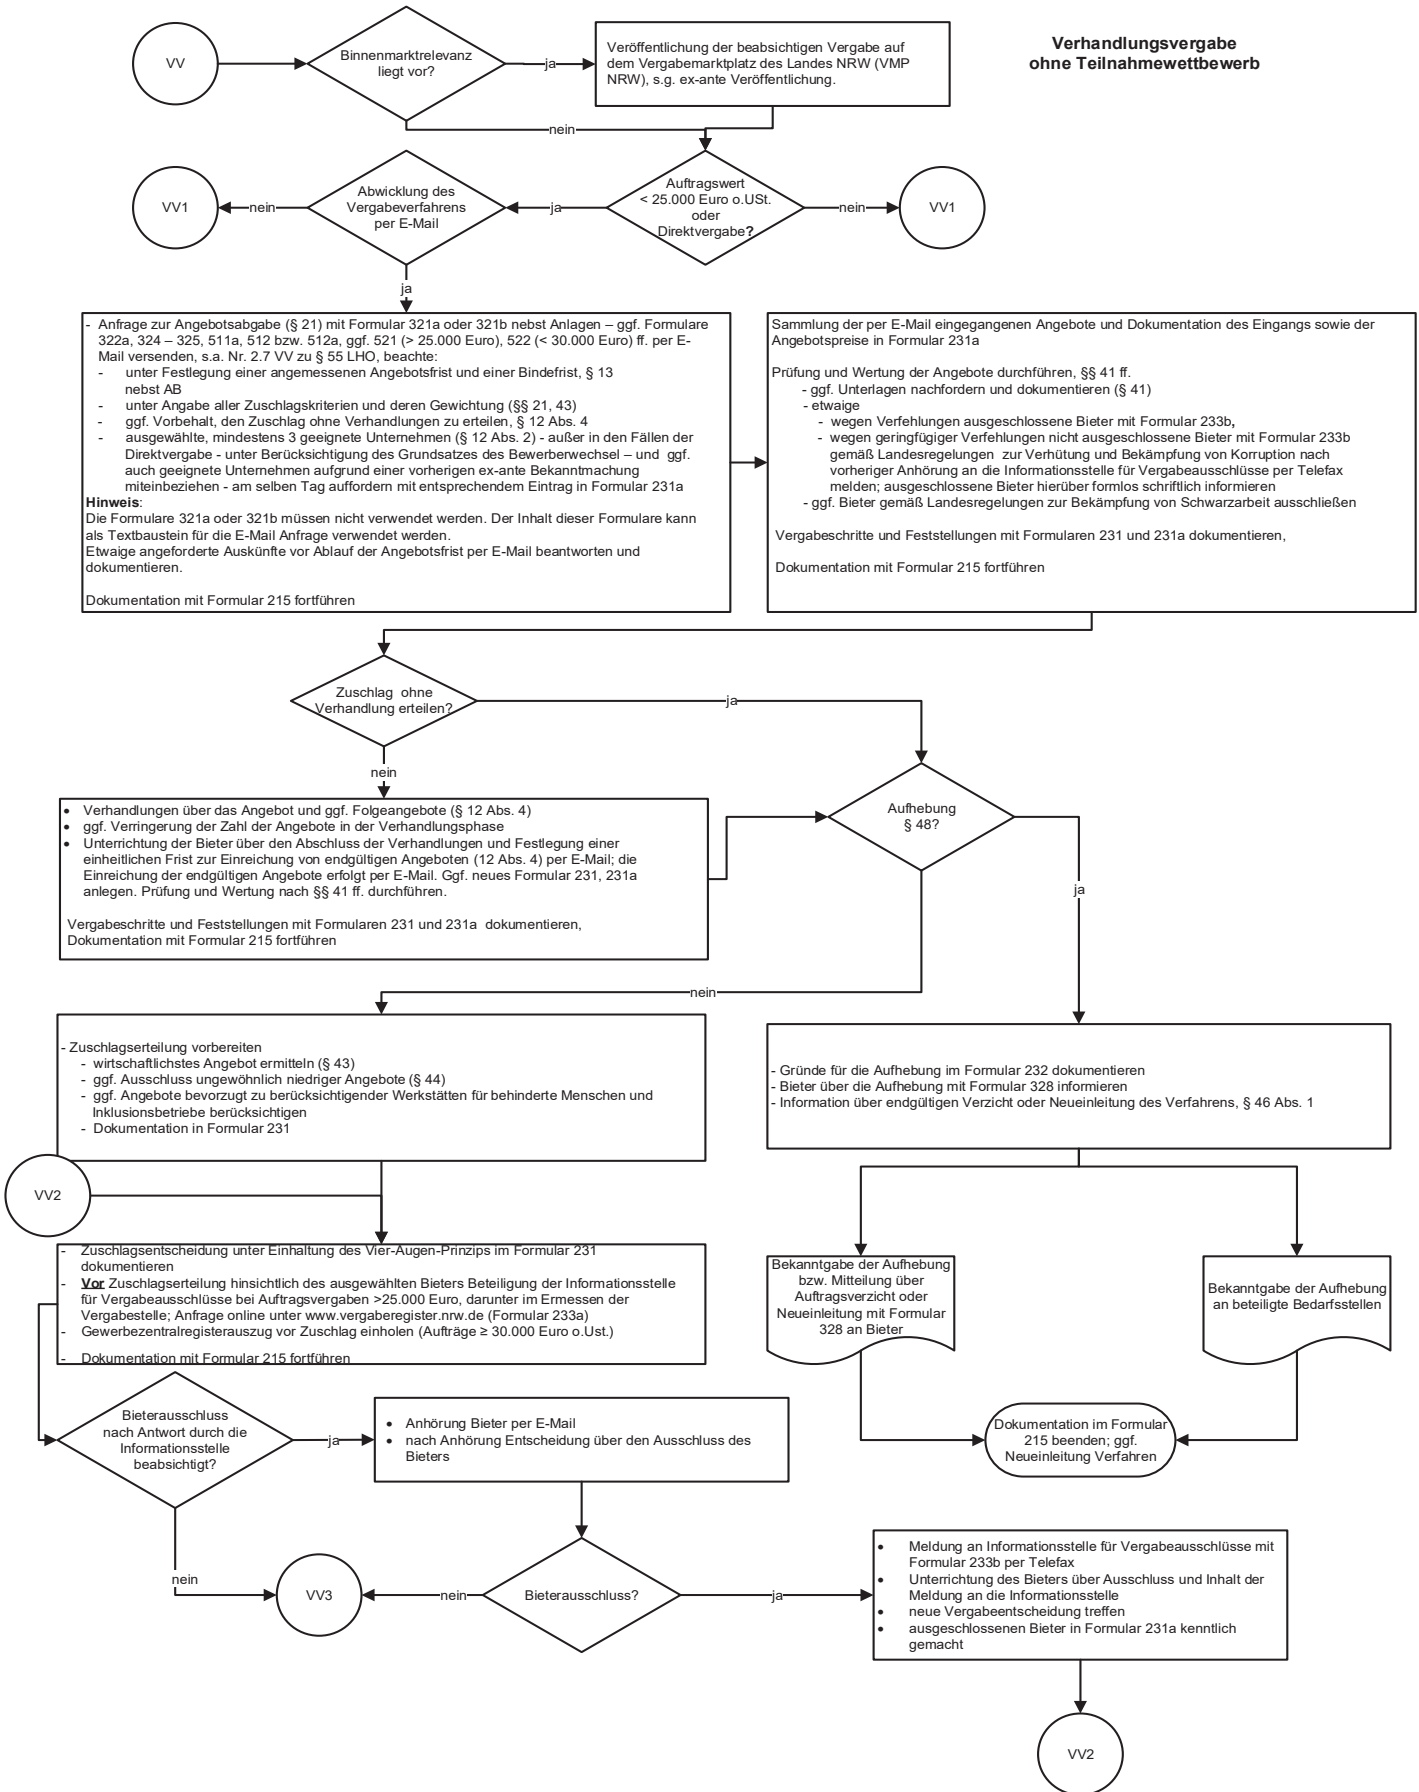 Verhandlungsvergabe
ohne Teilnahmewettbewerb
VV
Binnenmarktrelevanz
liegt vor?
ja
Veröffentlichung der beabsichtigen Vergabe auf
dem Vergabemarktplatz des Landes NRW (VMP
NRW), s.g. ex-ante Veröffentlichung.
nein
VV1
nein
Abwicklung des
Vergabeverfahrens
per E-Mail
ja
Auftragswert
< 25.000 Euro o.USt.
oder
Direktvergabe?
nein
VV1
ja
- Anfrage zur Angebotsabgabe (§ 21) mit Formular 321a oder 321b nebst Anlagen – ggf. Formulare
322a, 324 – 325, 511a, 512 bzw. 512a, ggf. 521 (> 25.000 Euro), 522 (< 30.000 Euro) ff. per E-
Mail versenden, s.a. Nr. 2.7 VV zu § 55 LHO, beachte:
- unter Festlegung einer angemessenen Angebotsfrist und einer Bindefrist, § 13
nebst AB
- unter Angabe aller Zuschlagskriterien und deren Gewichtung (§§ 21, 43)
- ggf. Vorbehalt, den Zuschlag ohne Verhandlungen zu erteilen, § 12 Abs. 4
- ausgewählte, mindestens 3 geeignete Unternehmen (§ 12 Abs. 2) - außer in den Fällen der
Direktvergabe - unter Berücksichtigung des Grundsatzes des Bewerberwechsel – und ggf.
auch geeignete Unternehmen aufgrund einer vorherigen ex-ante Bekanntmachung
miteinbeziehen - am selben Tag auffordern mit entsprechendem Eintrag in Formular 231a
Hinweis:
Die Formulare 321a oder 321b müssen nicht verwendet werden. Der Inhalt dieser Formulare kann
als Textbaustein für die E-Mail Anfrage verwendet werden.
Etwaige angeforderte Auskünfte vor Ablauf der Angebotsfrist per E-Mail beantworten und
dokumentieren.
Dokumentation mit Formular 215 fortführen
Sammlung der per E-Mail eingegangenen Angebote und Dokumentation des Eingangs sowie der
Angebotspreise in Formular 231a
Prüfung und Wertung der Angebote durchführen, §§ 41 ff.
- ggf. Unterlagen nachfordern und dokumentieren (§ 41)
- etwaige
- wegen Verfehlungen ausgeschlossene Bieter mit Formular 233b,
- wegen geringfügiger Verfehlungen nicht ausgeschlossene Bieter mit Formular 233b
gemäß Landesregelungen zur Verhütung und Bekämpfung von Korruption nach
vorheriger Anhörung an die Informationsstelle für Vergabeausschlüsse per Telefax
melden; ausgeschlossene Bieter hierüber formlos schriftlich informieren
- ggf. Bieter gemäß Landesregelungen zur Bekämpfung von Schwarzarbeit ausschließen
Vergabeschritte und Feststellungen mit Formularen 231 und 231a dokumentieren,
Dokumentation mit Formular 215 fortführen
Zuschlag ohne
Verhandlung erteilen?
ja
nein
• Verhandlungen über das Angebot und ggf. Folgeangebote (§ 12 Abs. 4)
• ggf. Verringerung der Zahl der Angebote in der Verhandlungsphase
• Unterrichtung der Bieter über den Abschluss der Verhandlungen und Festlegung einer
einheitlichen Frist zur Einreichung von endgültigen Angeboten (12 Abs. 4) per E-Mail; die
Einreichung der endgültigen Angebote erfolgt per E-Mail. Ggf. neues Formular 231, 231a
anlegen. Prüfung und Wertung nach §§ 41 ff. durchführen.
Vergabeschritte und Feststellungen mit Formularen 231 und 231a dokumentieren,
Dokumentation mit Formular 215 fortführen
Aufhebung
§ 48?
ja
nein
- Zuschlagserteilung vorbereiten
- wirtschaftlichstes Angebot ermitteln (§ 43)
- ggf. Ausschluss ungewöhnlich niedriger Angebote (§ 44)
- ggf. Angebote bevorzugt zu berücksichtigender Werkstätten für behinderte Menschen und
Inklusionsbetriebe berücksichtigen
- Dokumentation in Formular 231
- Gründe für die Aufhebung im Formular 232 dokumentieren
- Bieter über die Aufhebung mit Formular 328 informieren
- Information über endgültigen Verzicht oder Neueinleitung des Verfahrens, § 46 Abs. 1
VV2
- Zuschlagsentscheidung unter Einhaltung des Vier-Augen-Prinzips im Formular 231
dokumentieren
- Vor Zuschlagserteilung hinsichtlich des ausgewählten Bieters Beteiligung der Informationsstelle
für Vergabeausschlüsse bei Auftragsvergaben >25.000 Euro, darunter im Ermessen der
Vergabestelle; Anfrage online unter www.vergaberegister.nrw.de (Formular 233a)
- Gewerbezentralregisterauszug vor Zuschlag einholen (Aufträge ≥ 30.000 Euro o.Ust.)
- Dokumentation mit Formular 215 fortführen
Bekanntgabe der Aufhebung
bzw. Mitteilung über
Auftragsverzicht oder
Neueinleitung mit Formular
328 an Bieter
Bekanntgabe der Aufhebung
an beteiligte Bedarfsstellen
Bieterausschluss
nach Antwort durch die
Informationsstelle
beabsichtigt?
ja
• Anhörung Bieter per E-Mail
• nach Anhörung Entscheidung über den Ausschluss des
Bieters
Dokumentation im Formular
215 beenden; ggf.
Neueinleitung Verfahren
nein
VV3
nein
Bieterausschluss?
ja
• Meldung an Informationsstelle für Vergabeausschlüsse mit
Formular 233b per Telefax
• Unterrichtung des Bieters über Ausschluss und Inhalt der
Meldung an die Informationsstelle
• neue Vergabeentscheidung treffen
• ausgeschlossenen Bieter in Formular 231a kenntlich
gemacht
VV2